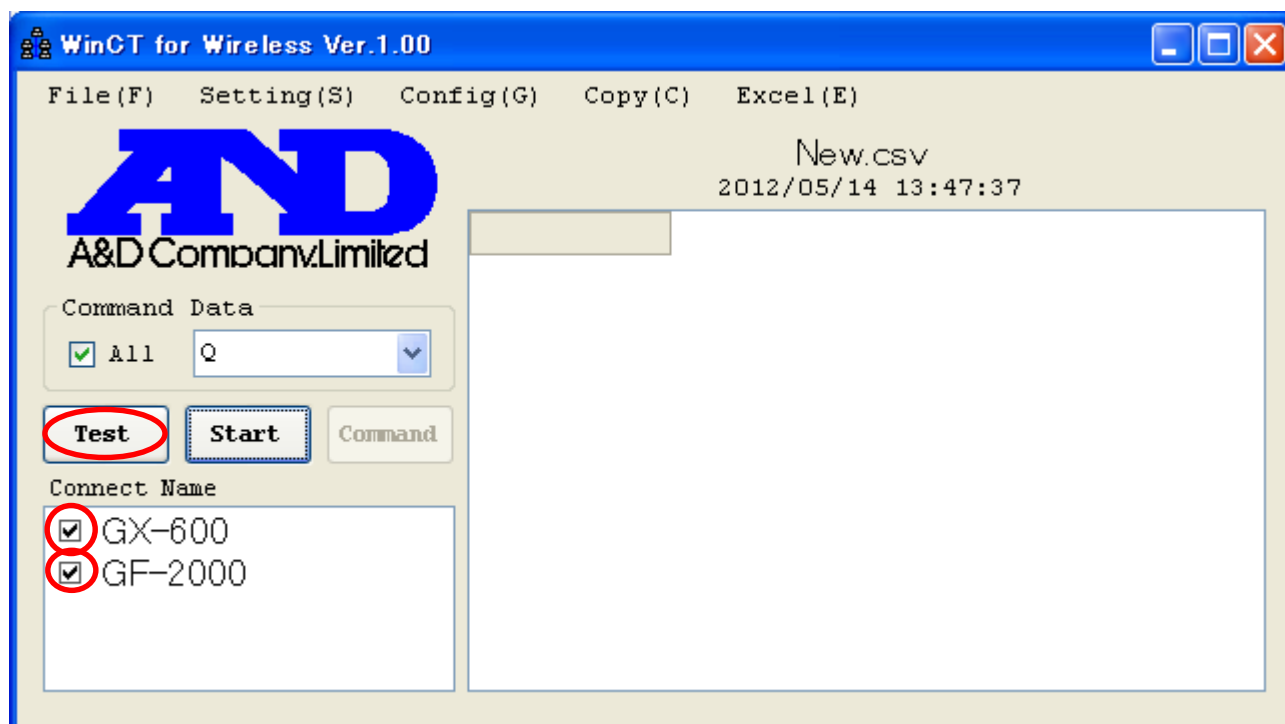 WinCT for Wireless Ver.1.00
File(F) Setting(S) Config(G) Copy(C) Excel(E)
AND
A&D Company,Limited
New.csv
2012/05/14 13:47:37
Command Data
All Q
Test Start Command
Connect Name
GX-600
GF-2000